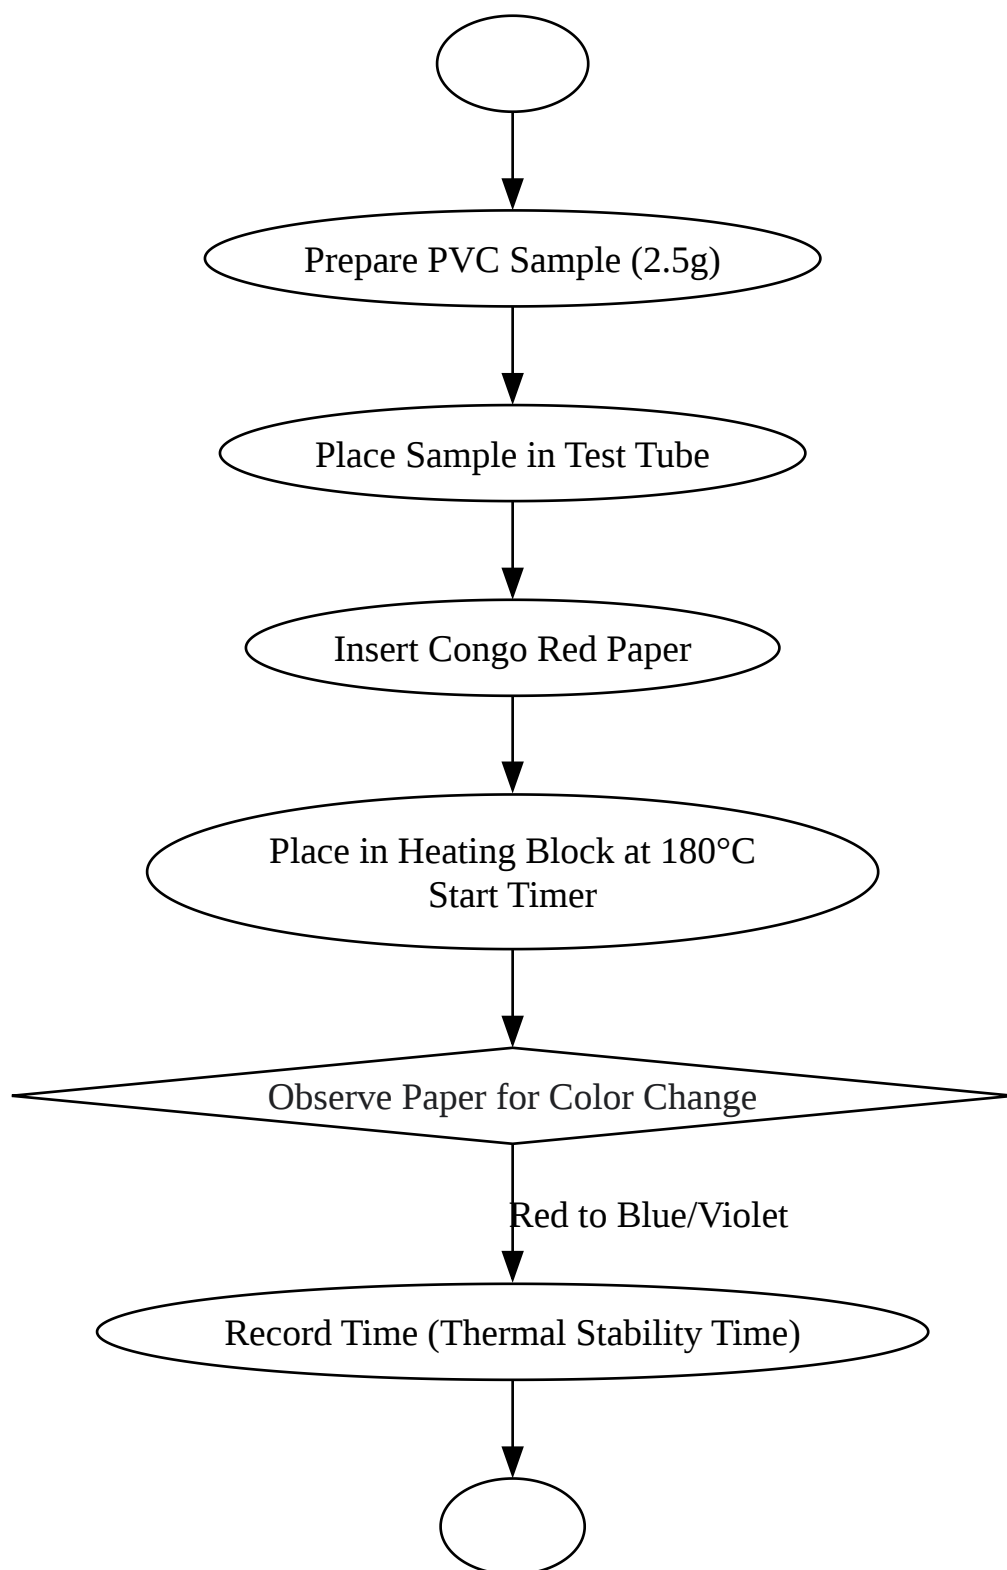 Prepare PVC Sample (2.5g)
Place Sample in Test Tube
Insert Congo Red Paper
Place in Heating Block at 180°C
Start Timer
Observe Paper for Color Change
Red to Blue/Violet
Record Time (Thermal Stability Time)